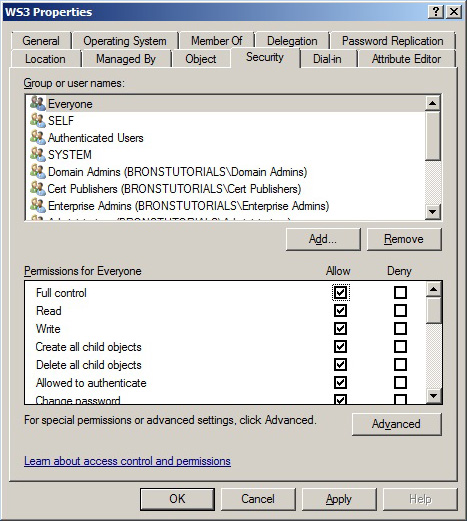 WS3 Properties
General Operating System Member Of Delegation Password Replication
Location Managed By Object Security Dial-in Attribute Editor
Group or user names:
Everyone
SELF
Authenticated Users
SYSTEM
Domain Admins (BRONSTUTORIALS\Domain Admins)
Cert Publishers (BRONSTUTORIALS\Cert Publishers)
Enterprise Admins (BRONSTUTORIALS\Enterprise Admins)
Add... Remove
Permissions for Everyone Allow Deny
Full control
Read
Write
Create all child objects
Delete all child objects
Allowed to authenticate
Change password
For special permissions or advanced settings, click Advanced.
Advanced
Learn about access control and permissions
OK Cancel Apply Help